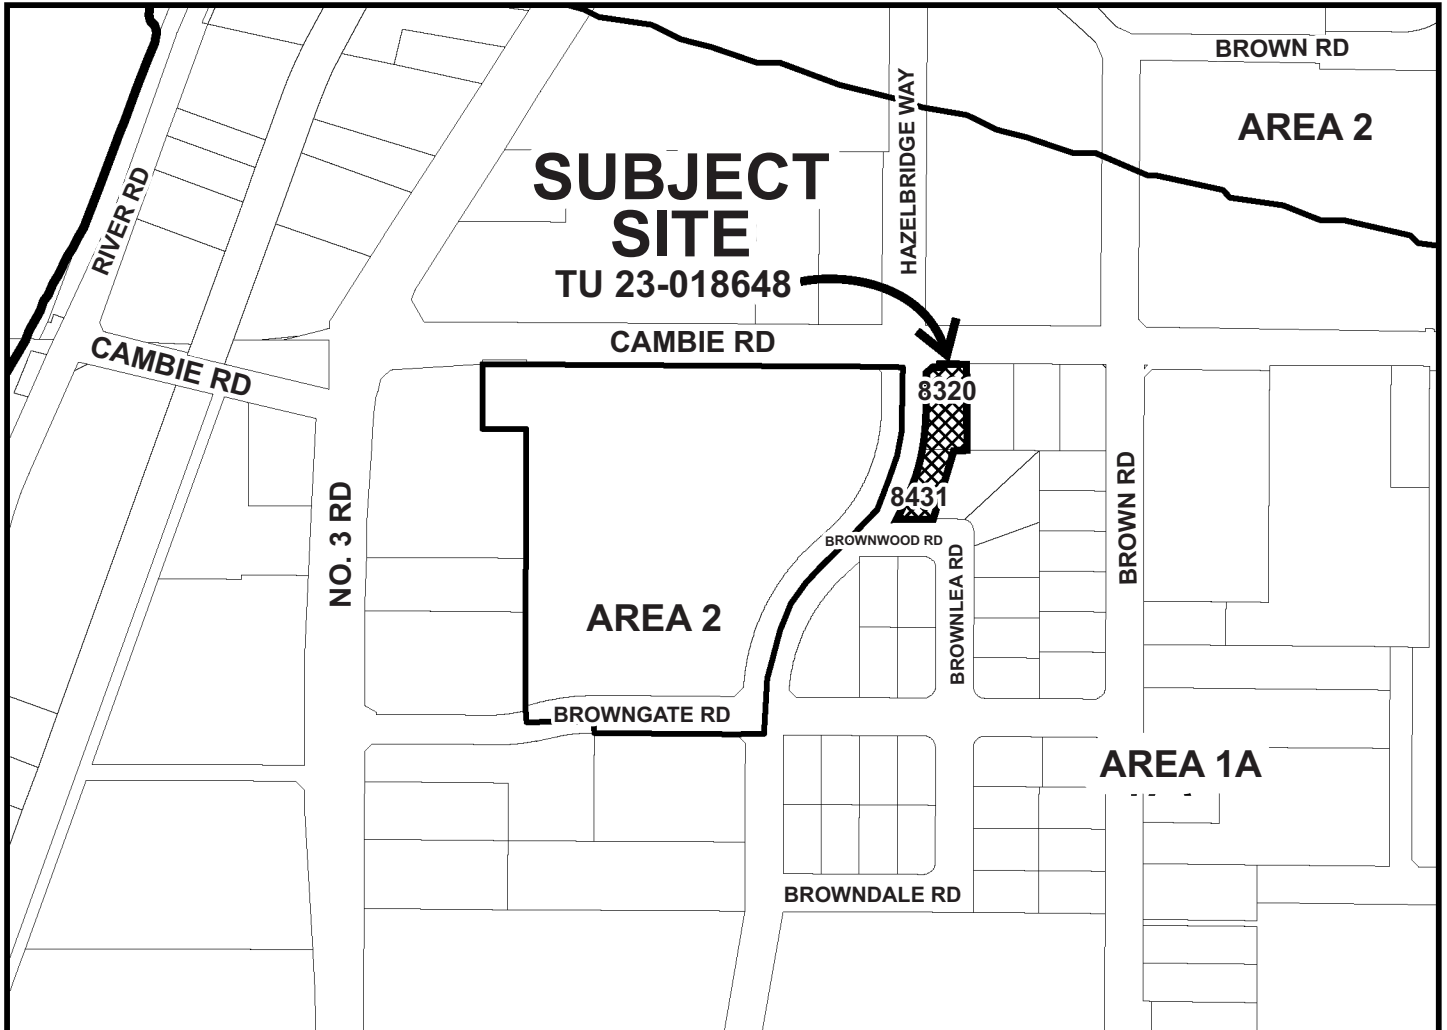 BROWN RD
AREA 2
HAZELBRIDGE WAY
SUBJECT
SITE
TU 23-018648
RIVER RD
CAMBIE RD
CAMBIE RD
8320
8431
NO. 3 RD
BROWNWOOD RD
BROWN RD
BROWNLEA RD
AREA 2
BROWNGATE RD
AREA 1A
BROWNDALE RD